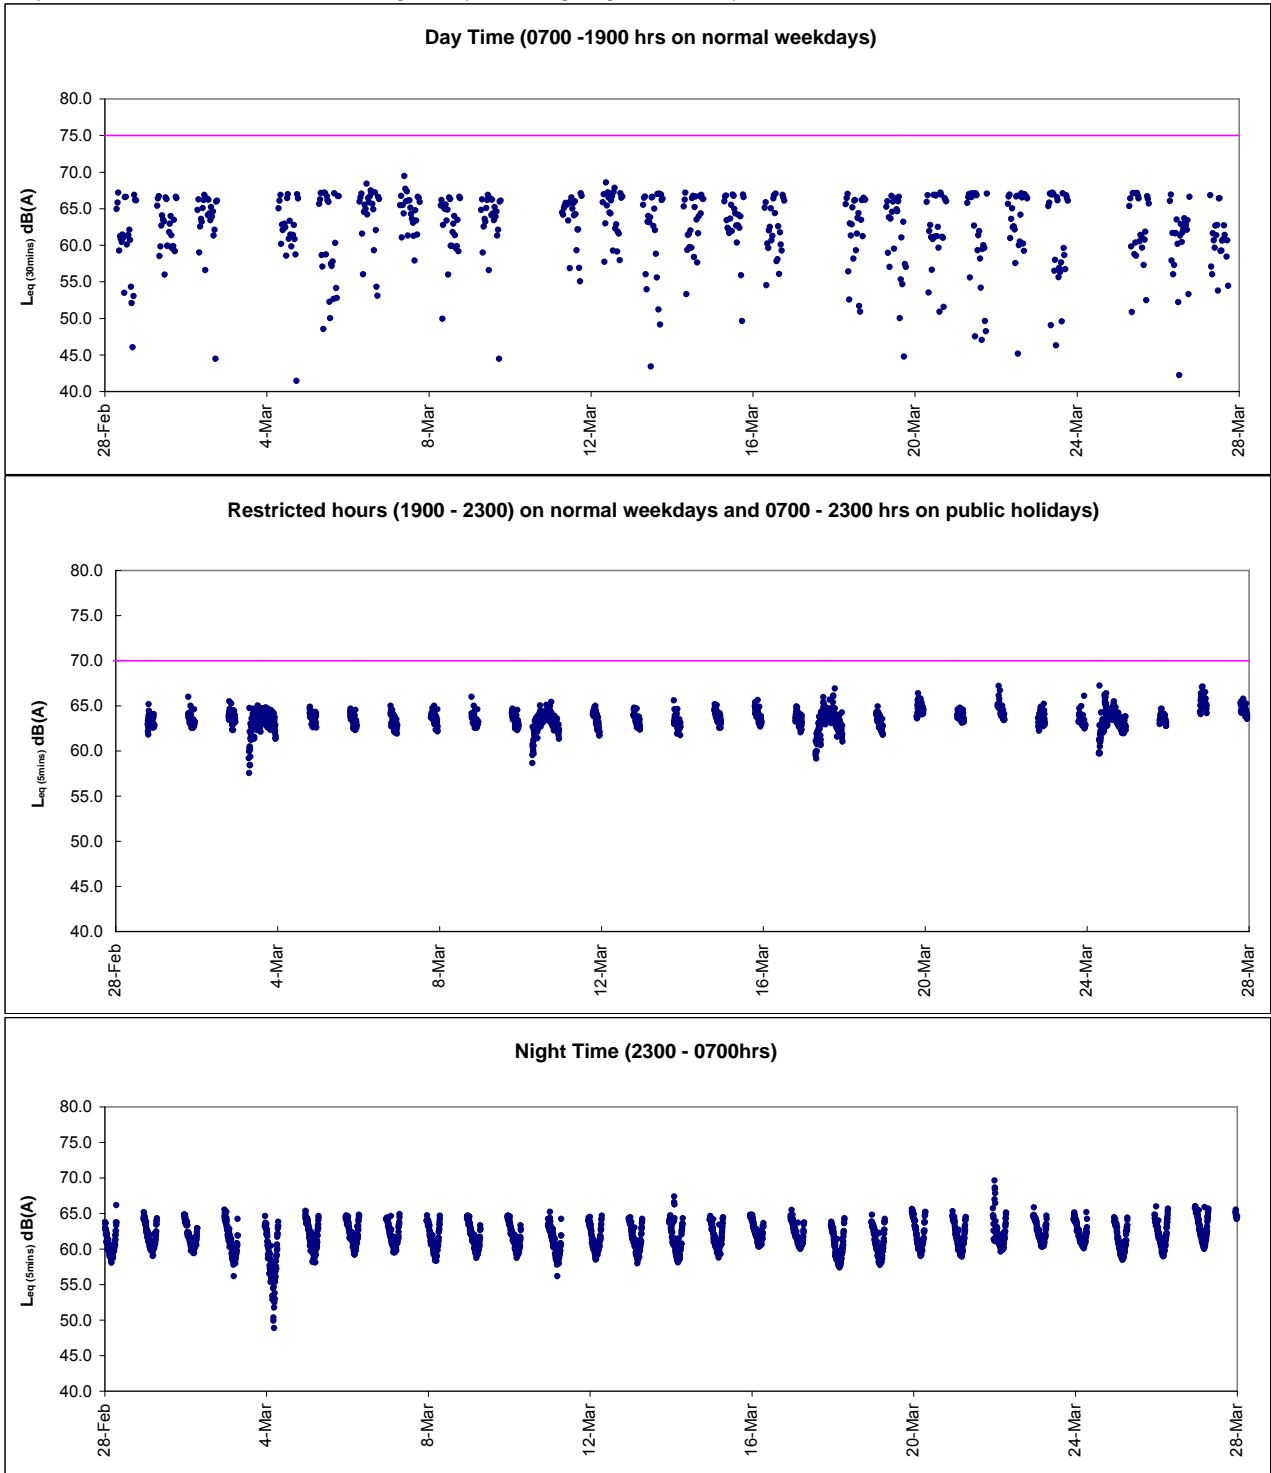 Day Time (0700 -1900 hrs on normal weekdays)
80.0
75.0
70.0
65.0
60.0
55.0
50.0
45.0
40.0
Leq (30mins) dB(A)
28-Feb
4-Mar
8-Mar
12-Mar
16-Mar
20-Mar
24-Mar
28-Mar
Restricted hours (1900 - 2300) on normal weekdays and 0700 - 2300 hrs on public holidays)
80.0
75.0
70.0
65.0
60.0
55.0
50.0
45.0
40.0
Leq (5mins) dB(A)
28-Feb
4-Mar
8-Mar
12-Mar
16-Mar
20-Mar
24-Mar
28-Mar
Night Time (2300 - 0700hrs)
80.0
75.0
70.0
65.0
60.0
55.0
50.0
45.0
40.0
Leq (5mins) dB(A)
28-Feb
4-Mar
8-Mar
12-Mar
16-Mar
20-Mar
24-Mar
28-Mar